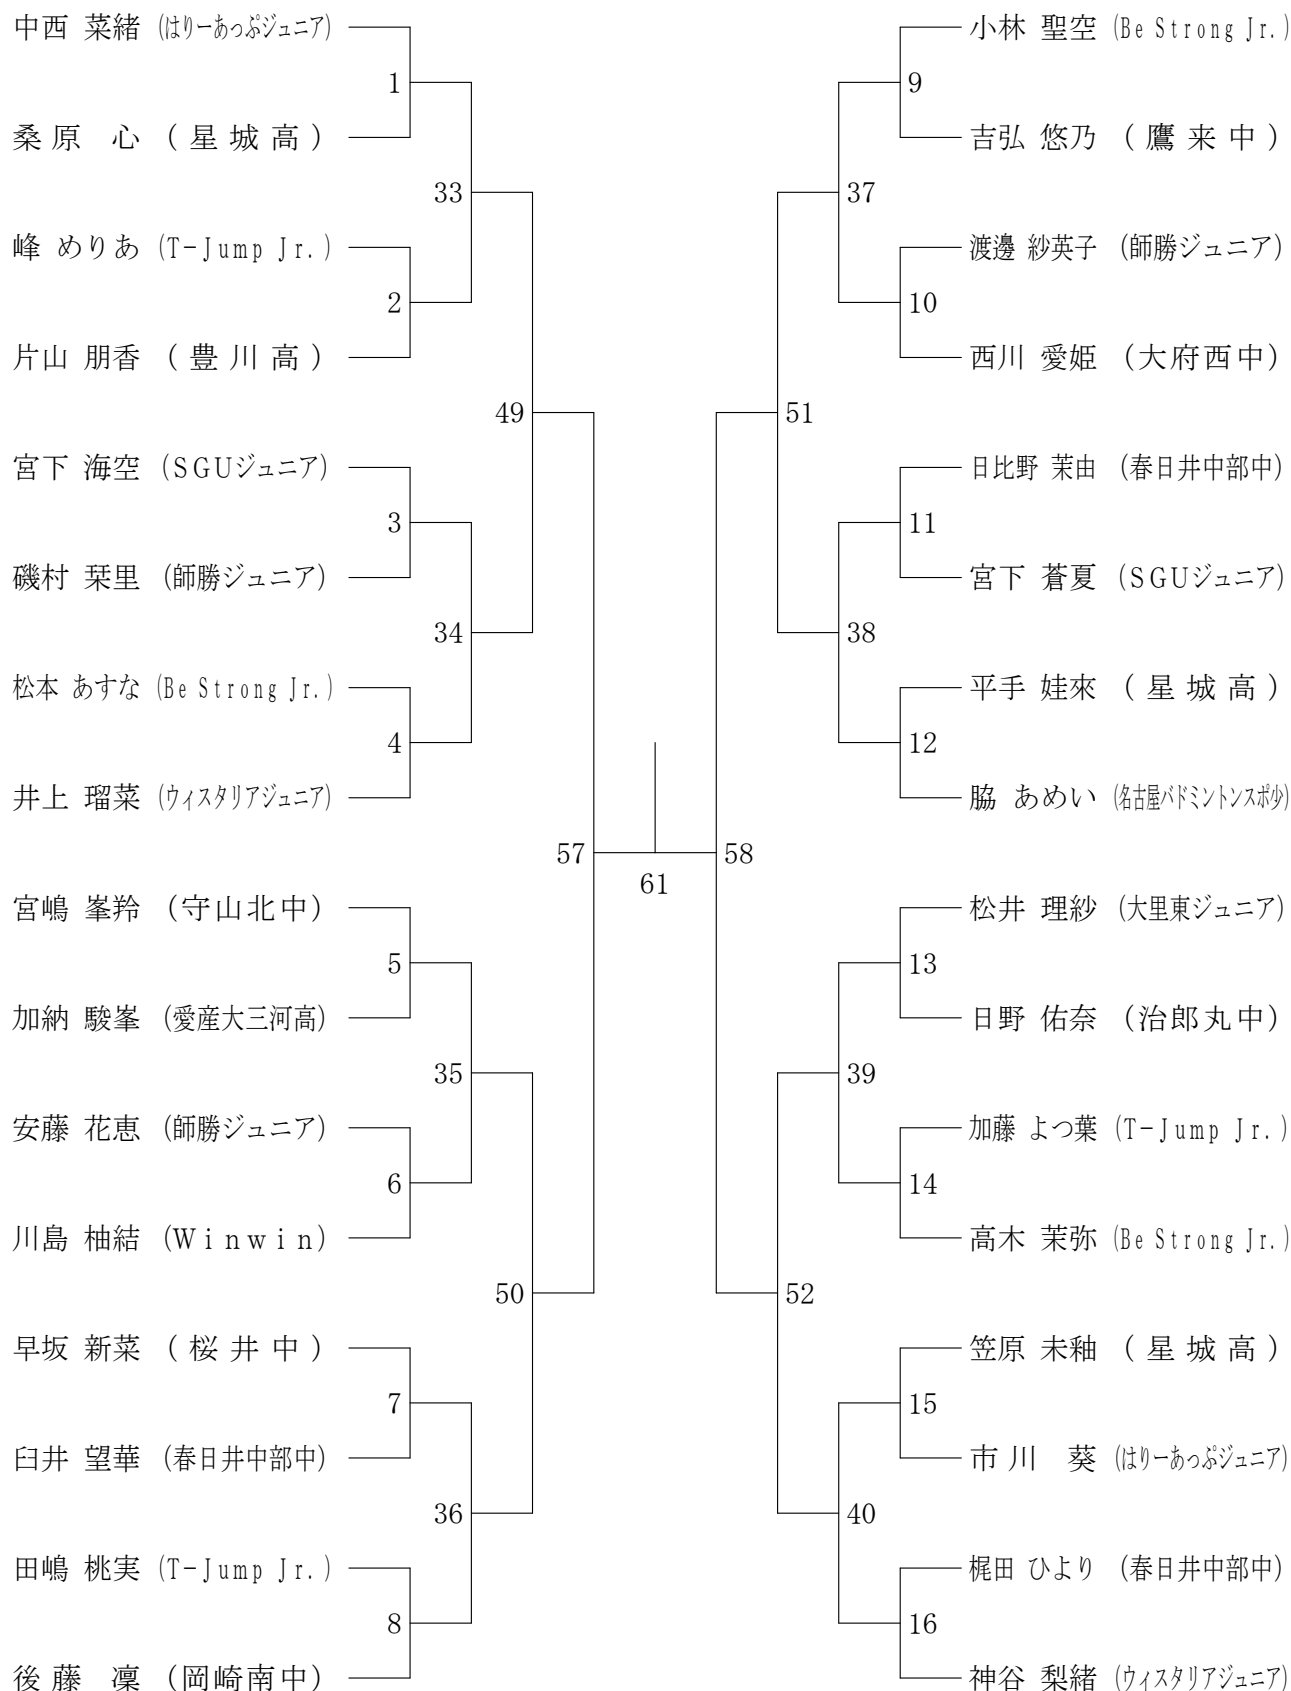 中西 菜緒 (はりーあっぷジュニア)
1
桑原 心 (星城高)
33
峰 めりあ (T-Jump Jr.)
2
片山 朋香 (豊川高)
49
宮下 海空 (SGUジュニア)
3
磯村 栞里 (師勝ジュニア)
34
松本 あすな (Be Strong Jr.)
4
井上 瑠菜 (ウィスタリアジュニア)
57
宮嶋 峯羚 (守山北中)
5
加納 駿峯 (愛産大三河高)
35
安藤 花恵 (師勝ジュニア)
6
川島 柚結 (Winwin)
50
早坂 新菜 (桜井中)
7
臼井 望華 (春日井中部中)
36
田嶋 桃実 (T-Jump Jr.)
8
後藤 凜 (岡崎南中)
61
小林 聖空 (Be Strong Jr.)
9
吉弘 悠乃 (鷹来中)
37
渡邊 紗英子 (師勝ジュニア)
10
西川 愛姫 (大府西中)
51
日比野 茉由 (春日井中部中)
11
宮下 蒼夏 (SGUジュニア)
38
平手 娃來 (星城高)
12
脇 あめい (名古屋バドミントンスポ少)
58
松井 理紗 (大里東ジュニア)
13
日野 佑奈 (治郎丸中)
39
加藤 よつ葉 (T-Jump Jr.)
14
高木 茉弥 (Be Strong Jr.)
52
笠原 未釉 (星城高)
15
市川 葵 (はりーあっぷジュニア)
40
梶田 ひより (春日井中部中)
16
神谷 梨緒 (ウィスタリアジュニア)